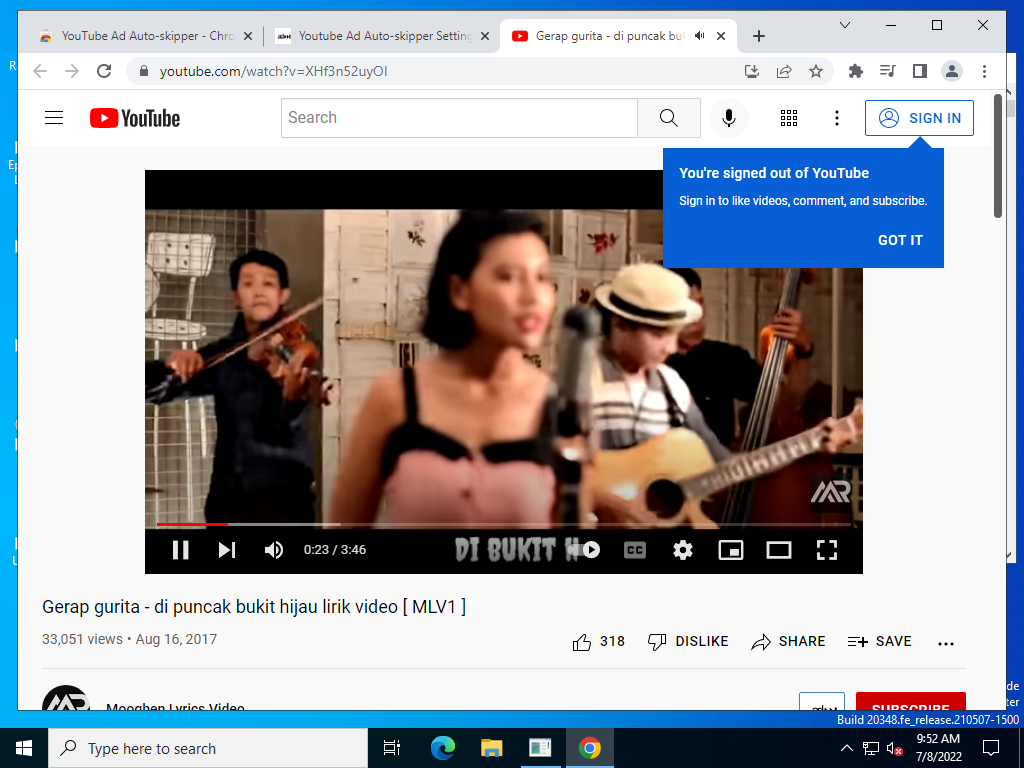 YouTube Ad Auto-skipper - Chro
Youtube Ad Auto-skipper Setting
Gerap gurita - di puncak buk
youtube.com/watch?v=XHf3n52uyOI
YouTube
Search
SIGN IN
You're signed out of YouTube
Sign in to like videos, comment, and subscribe.
GOT IT
MR
DI BUKIT H
0:23 / 3:46
CC
Gerap gurita - di puncak bukit hijau lirik video [ MLV1 ]
33,051 views • Aug 16, 2017
318
DISLIKE
SHARE
SAVE
Mooghen Lyrics Video
SUBSCRIBE
Build 20348.fe_release.210507-1500
Type here to search
9:52 AM
7/8/2022